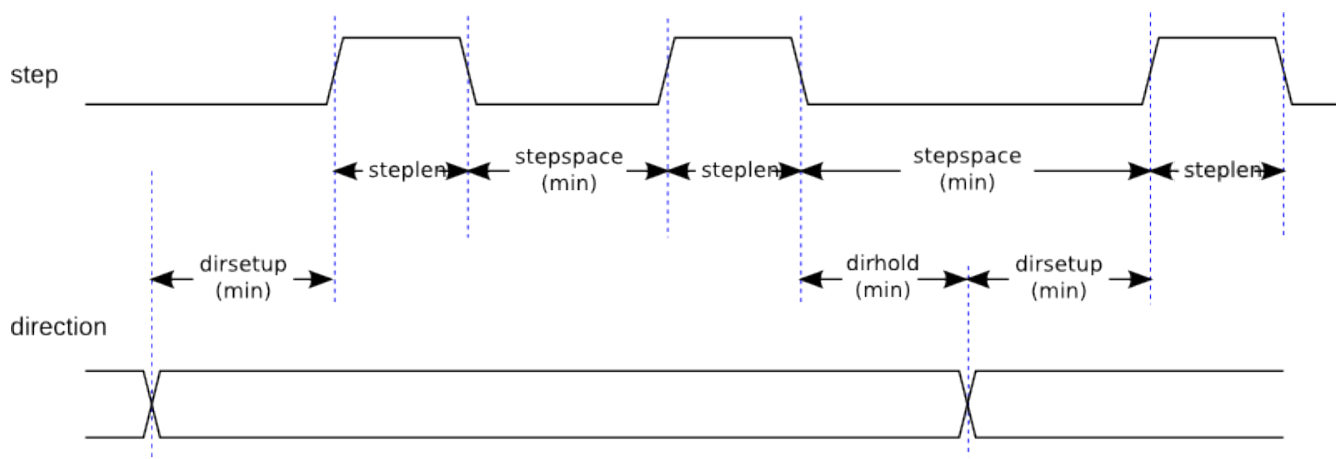 step
steplen
stepspace
(min)
steplen
stepspace
(min)
steplen
dirsetup
(min)
dirhold
(min)
dirsetup
(min)
direction